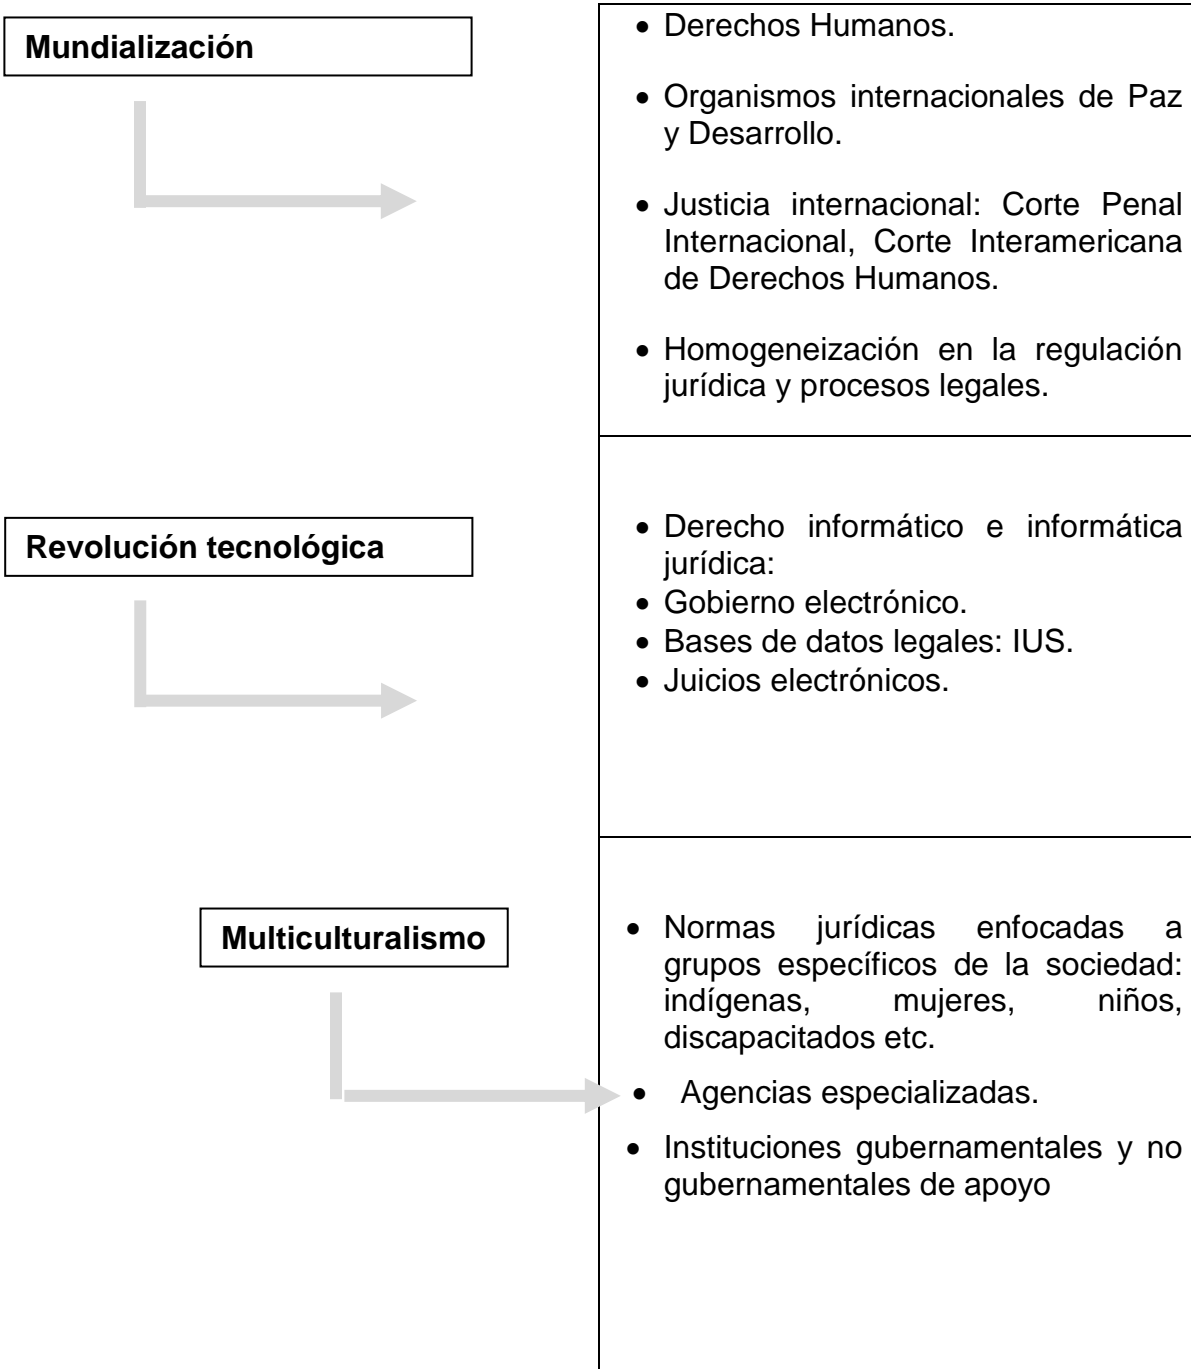 Mundialización
• Derechos Humanos.
• Organismos internacionales de Paz
y Desarrollo.
• Justicia internacional: Corte Penal
Internacional, Corte Interamericana
de Derechos Humanos.
• Homogeneización en la regulación
jurídica y procesos legales.
Revolución tecnológica
• Derecho informático e informática
jurídica:
• Gobierno electrónico.
• Bases de datos legales: IUS.
• Juicios electrónicos.
Multiculturalismo
• Normas jurídicas enfocadas a
grupos específicos de la sociedad:
indígenas, mujeres, niños,
discapacitados etc.
• Agencias especializadas.
• Instituciones gubernamentales y no
gubernamentales de apoyo